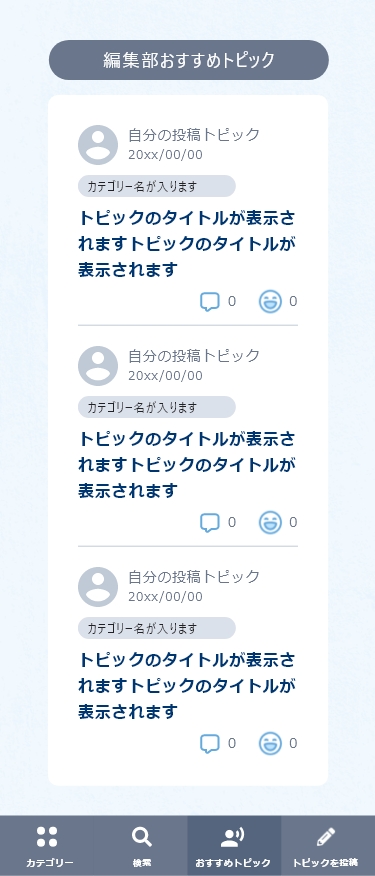 編集部おすすめトピック
自分の投稿トピック
20xx/00/00
カテゴリー名が入ります
トピックのタイトルが表示さ
れますトピックのタイトルが
表示されます
0 0
自分の投稿トピック
20xx/00/00
カテゴリー名が入ります
トピックのタイトルが表示さ
れますトピックのタイトルが
表示されます
0 0
自分の投稿トピック
20xx/00/00
カテゴリー名が入ります
トピックのタイトルが表示さ
れますトピックのタイトルが
表示されます
0 0
カテゴリー 検索 おすすめトピック トピックを投稿